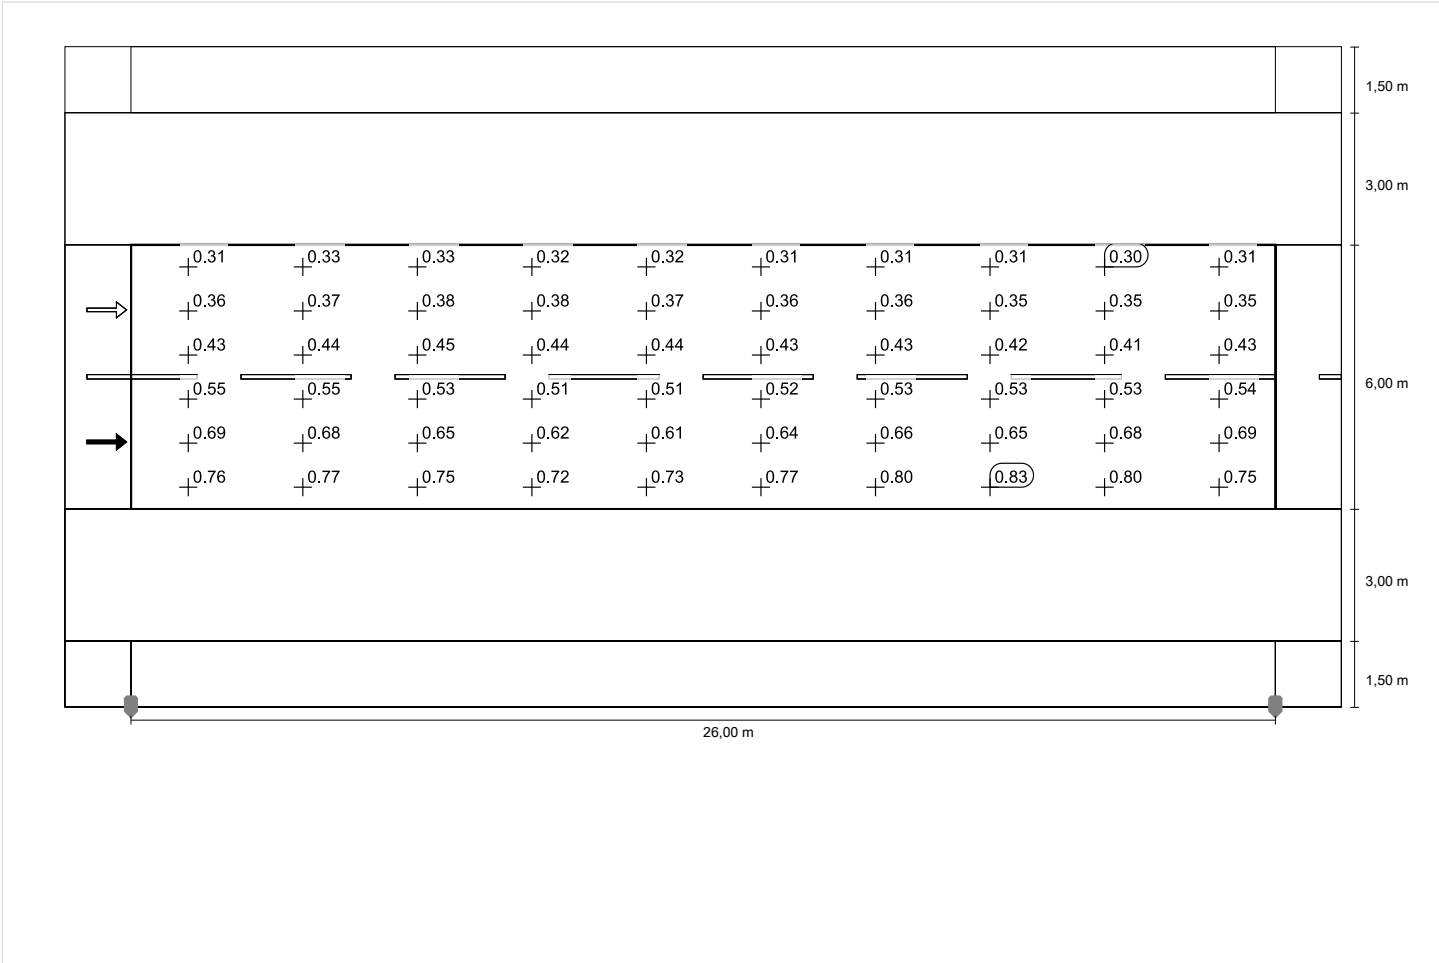 1,50 m
3,00 m
0.31 0.33 0.33 0.32 0.32 0.31 0.31 0.31 0.30 0.31
0.36 0.37 0.38 0.38 0.37 0.36 0.36 0.35 0.35 0.35
0.43 0.44 0.45 0.44 0.44 0.43 0.43 0.42 0.41 0.43
6,00 m
0.55 0.55 0.53 0.51 0.51 0.52 0.53 0.53 0.53 0.54
0.69 0.68 0.65 0.62 0.61 0.64 0.66 0.65 0.68 0.69
0.76 0.77 0.75 0.72 0.73 0.77 0.80 0.83 0.80 0.75
3,00 m
1,50 m
26,00 m